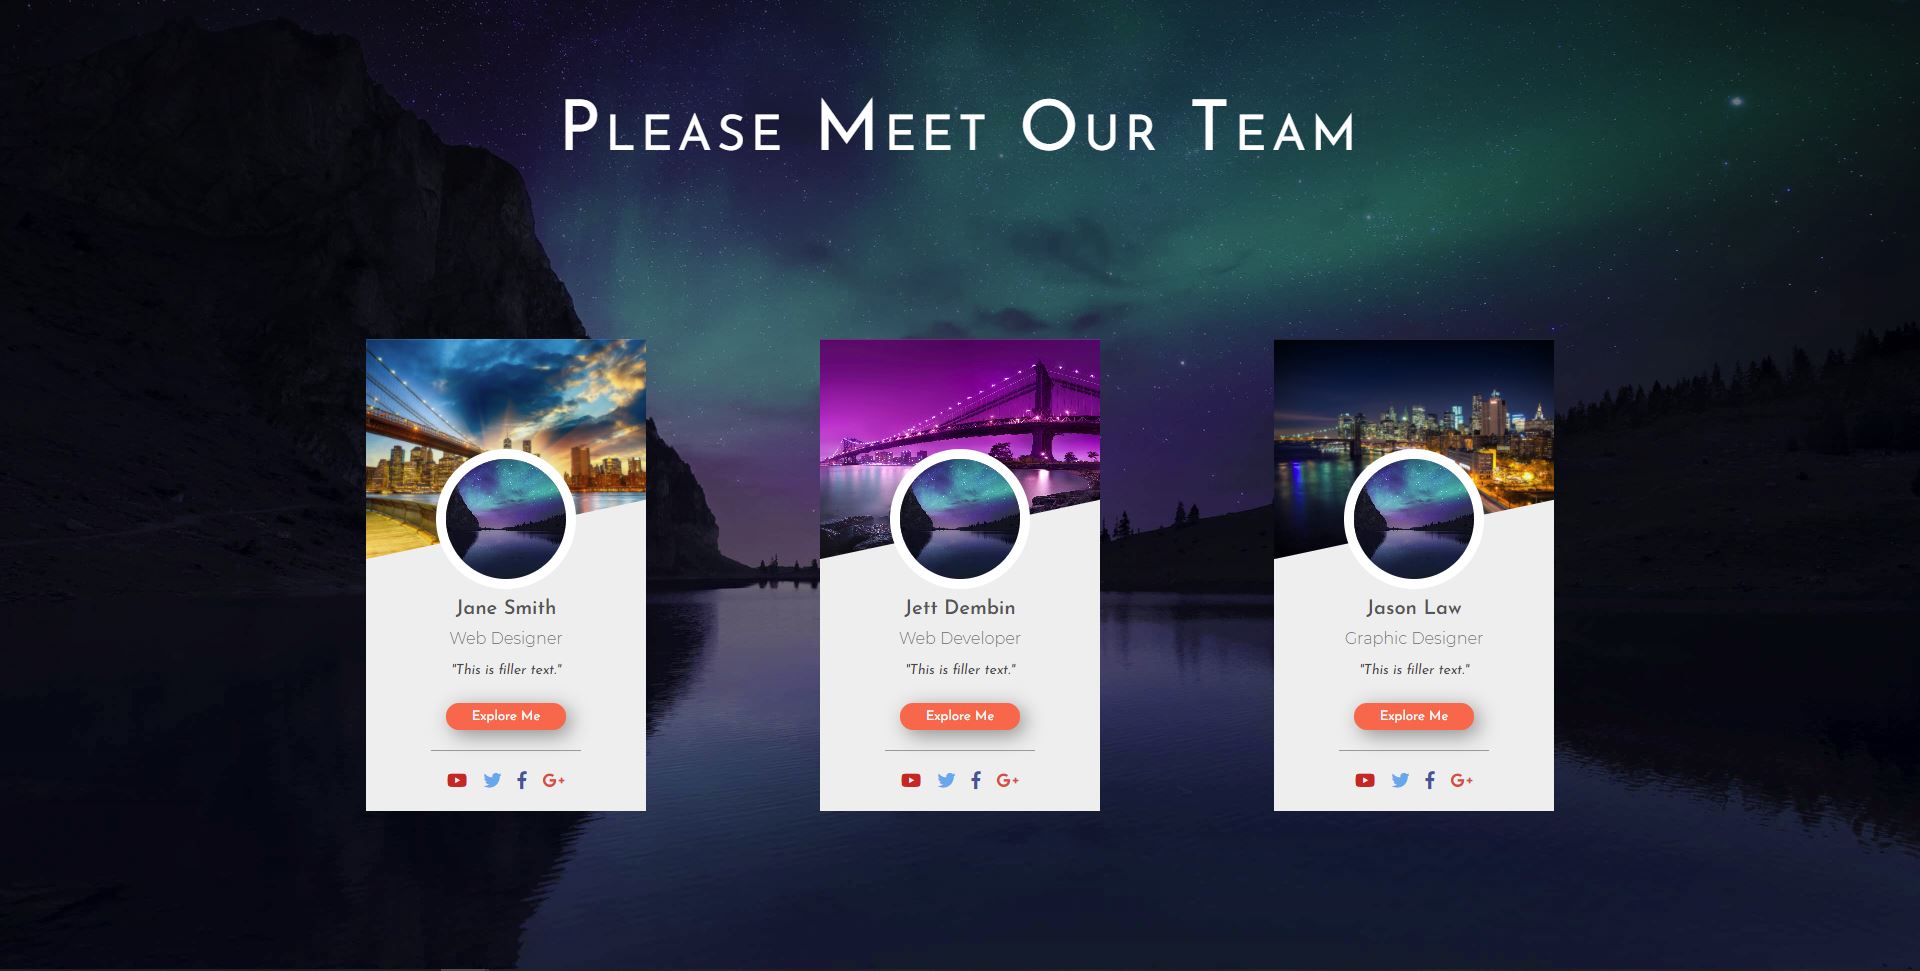 Please Meet Our Team
Jane Smith
Web Designer
"This is filler text."
Explore Me
G+
Jett Dembin
Web Developer
"This is filler text."
Explore Me
G+
Jason Law
Graphic Designer
"This is filler text."
Explore Me
G+